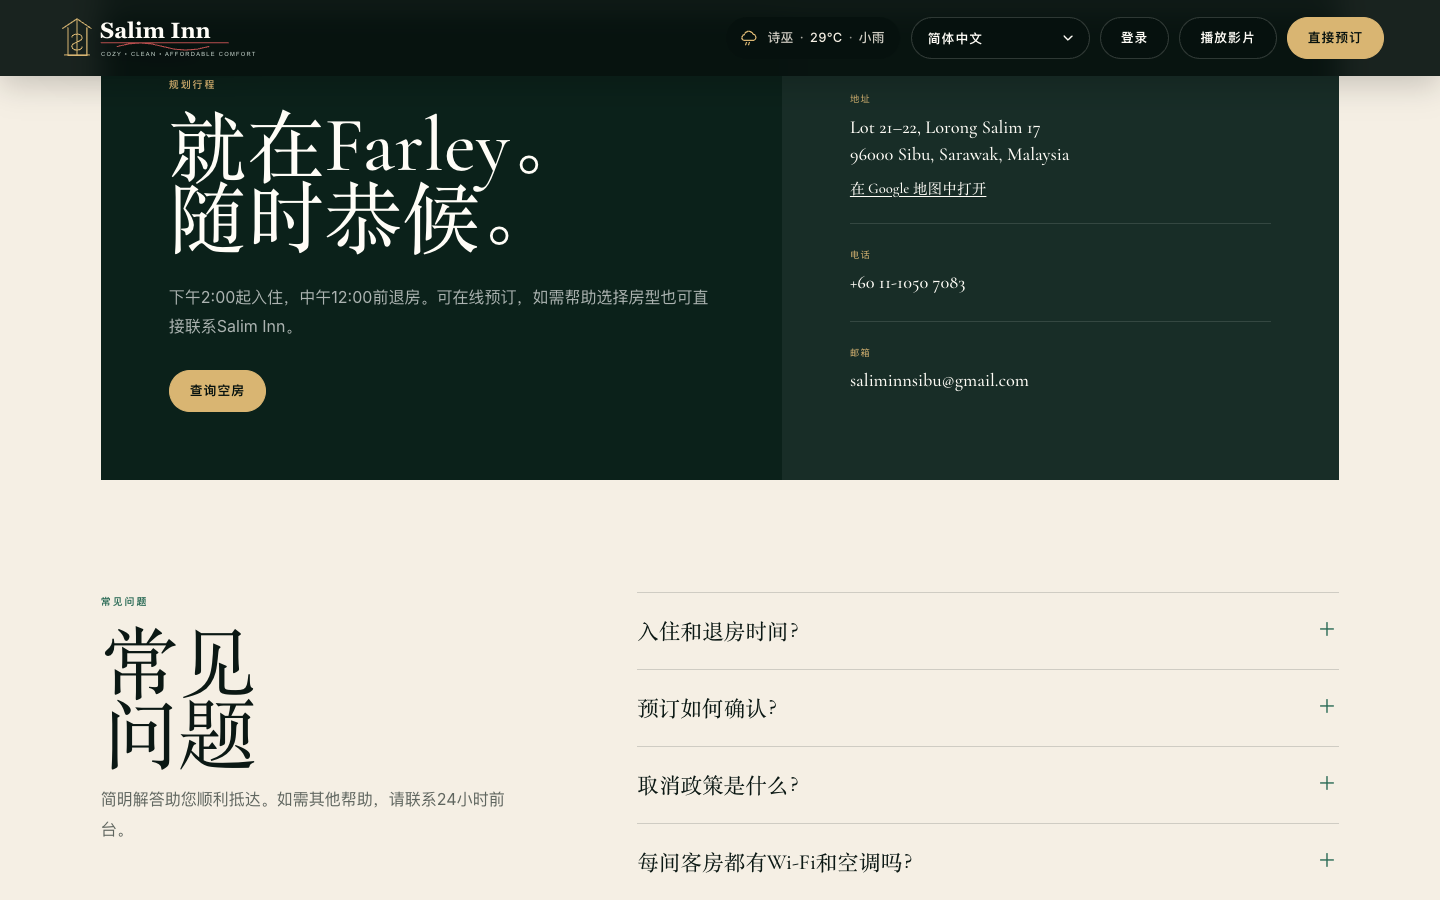 Salim Inn
COZY • CLEAN • AFFORDABLE COMFORT
诗巫 · 29°C · 小雨
简体中文
登录
播放影片
直接预订
规划行程
就在Farley。
随时恭候。
下午2:00起入住，中午12:00前退房。可在线预订，如需帮助选择房型也可直
接联系Salim Inn。
查询空房
地址
Lot 21–22, Lorong Salim 17
96000 Sibu, Sarawak, Malaysia
在 Google 地图中打开
电话
+60 11-1050 7083
邮箱
saliminnsibu@gmail.com
常见问题
常见
问题
简明解答助您顺利抵达。如需其他帮助，请联系24小时前
台。
入住和退房时间?
预订如何确认?
取消政策是什么?
每间客房都有Wi-Fi和空调吗?